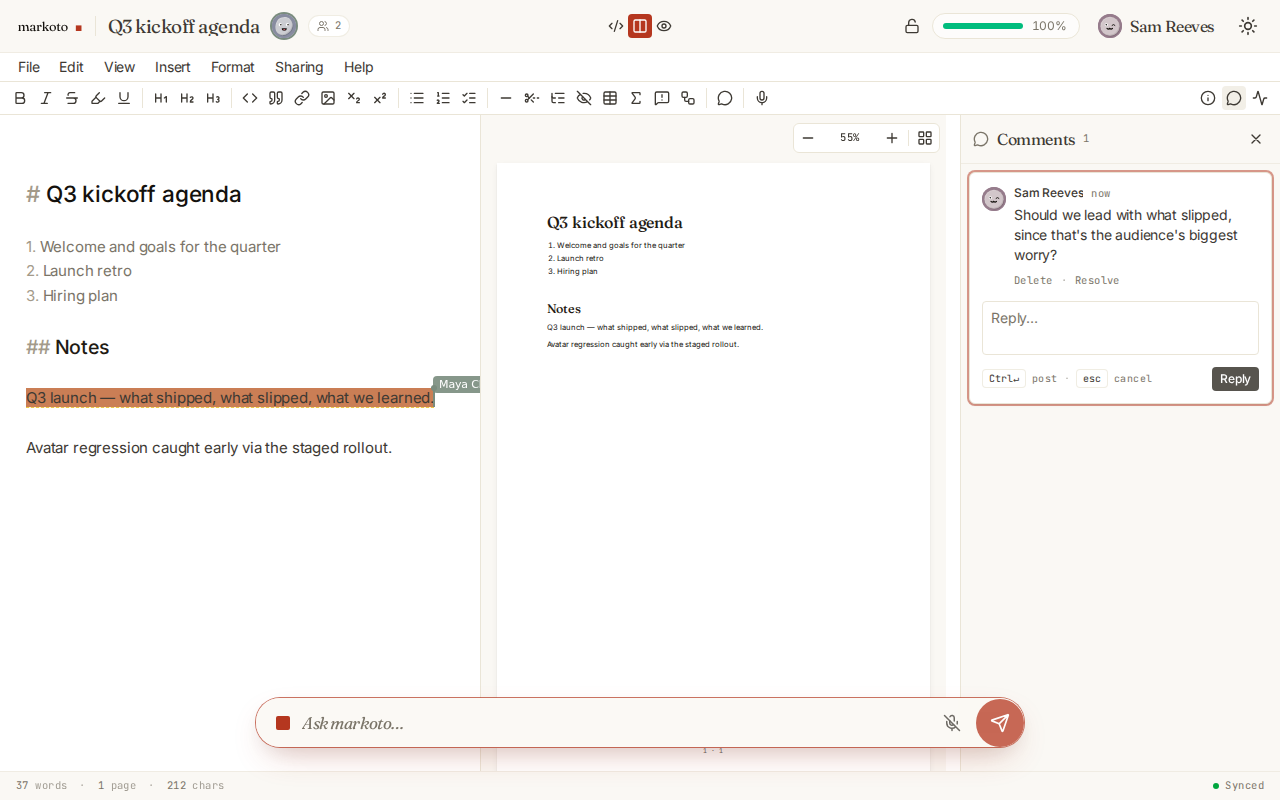 markoto
Q3 kickoff agenda
2
100%
Sam Reeves
File Edit View Insert Format Sharing Help
H1 H2 H3
55%
# Q3 kickoff agenda
1. Welcome and goals for the quarter
2. Launch retro
3. Hiring plan
## Notes
Maya C
Q3 launch — what shipped, what slipped, what we learned.
Avatar regression caught early via the staged rollout.
Q3 kickoff agenda
1. Welcome and goals for the quarter
2. Launch retro
3. Hiring plan
Notes
Q3 launch — what shipped, what slipped, what we learned.
Avatar regression caught early via the staged rollout.
1 · 1
Comments 1
Sam Reeves now
Should we lead with what slipped,
since that's the audience's biggest
worry?
Delete · Resolve
Reply...
Ctrl↵ post · esc cancel
Reply
Ask markoto...
37 words · 1 page · 212 chars
Synced